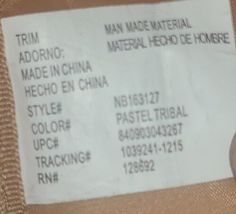 TRIM MAN MADE MATERIAL
ADORNO: MATERIAL HECHO DE HOMBRE
MADE IN CHINA
HECHO EN CHINA
STYLE# NB163127
COLOR# PASTEL TRIBAL
UPC# 840903043267
TRACKING# 1039241-1215
RN# 128692